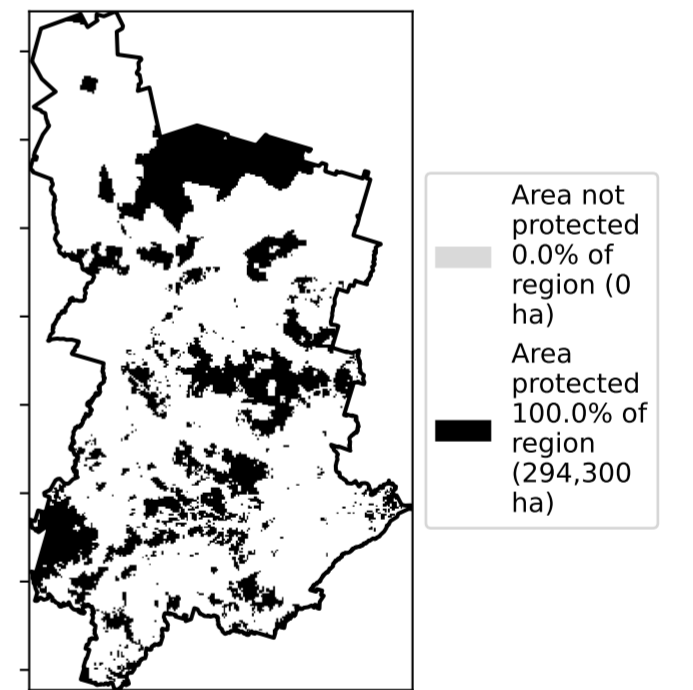 Area not
protected
0.0% of
region (0
ha)
Area
protected
100.0% of
region
(294,300
ha)